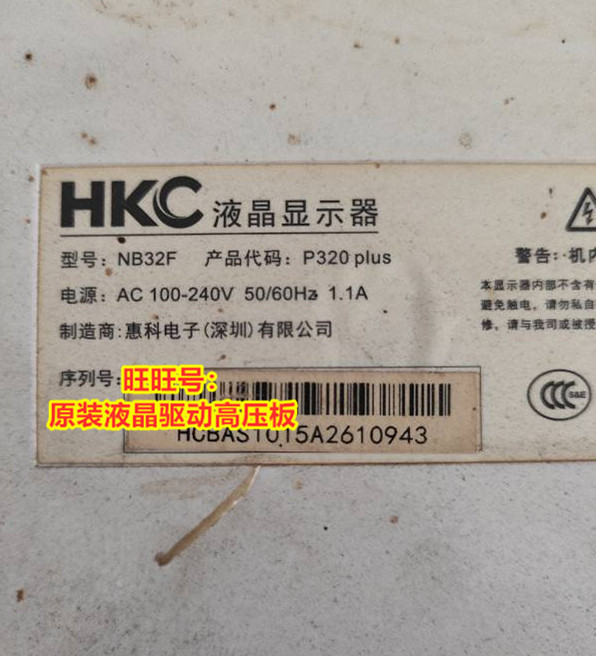 HKC 液晶显示器
型号：NB32F 产品代码：P320 plus
电源：AC 100-240V 50/60Hz 1.1A
制造商:惠科电子(深圳)有限公司
序列号：
旺旺号：
原装液晶驱动高压板
HCBAS1015A2610943
警告：机内
本显示器内部不含有
避免触电，请勿私自
修，请与我司或被授
CCC S&E